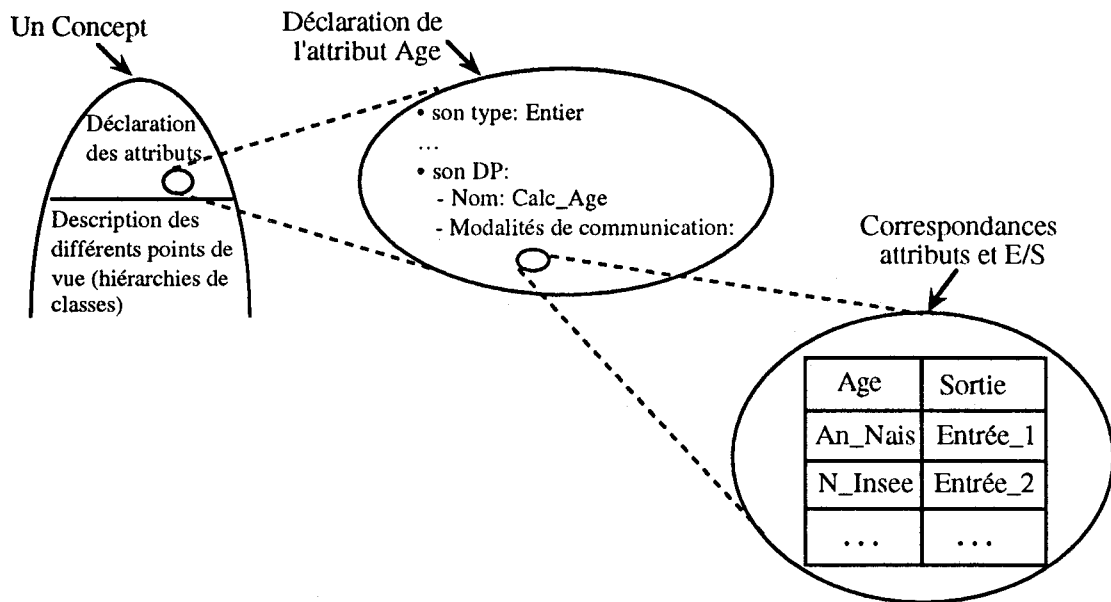 Un Concept
Déclaration
des attributs
Description des
différents points de
vue (hiérarchies de
classes)
Déclaration de
l'attribut Age
• son type: Entier
...
• son DP:
- Nom: Calc_Age
- Modalités de communication:
Correspondances
attributs et E/S
Age Sortie
An_Nais Entrée_1
N_Insee Entrée_2
... ...